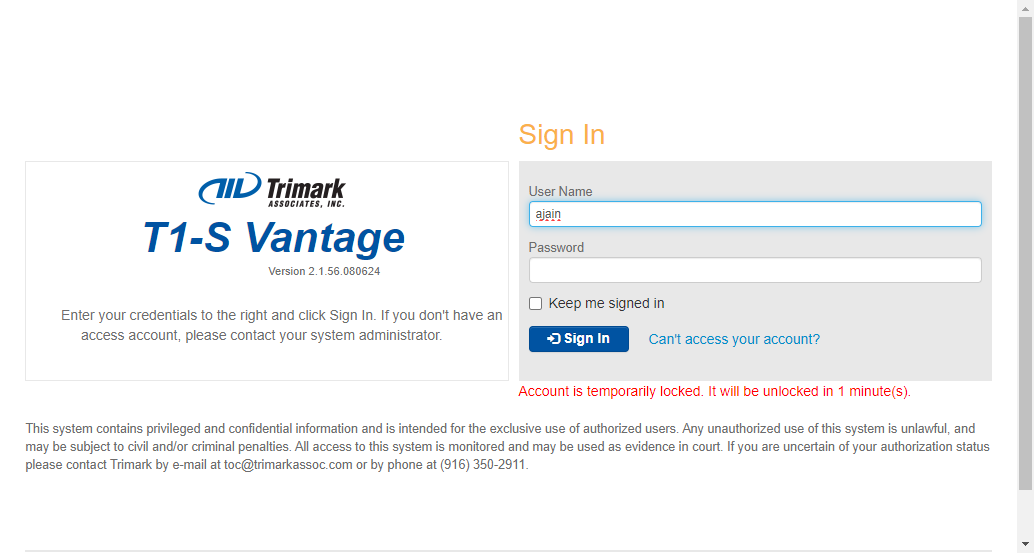 Sign In
Trimark
ASSOCIATES, INC.
T1-S Vantage
Version 2.1.56.080624
Enter your credentials to the right and click Sign In. If you don't have an
access account, please contact your system administrator.
User Name
ajain
Password
Keep me signed in
Sign In
Can't access your account?
Account is temporarily locked. It will be unlocked in 1 minute(s).
This system contains privileged and confidential information and is intended for the exclusive use of authorized users. Any unauthorized use of this system is unlawful, and
may be subject to civil and/or criminal penalties. All access to this system is monitored and may be used as evidence in court. If you are uncertain of your authorization status
please contact Trimark by e-mail at toc@trimarkassoc.com or by phone at (916) 350-2911.